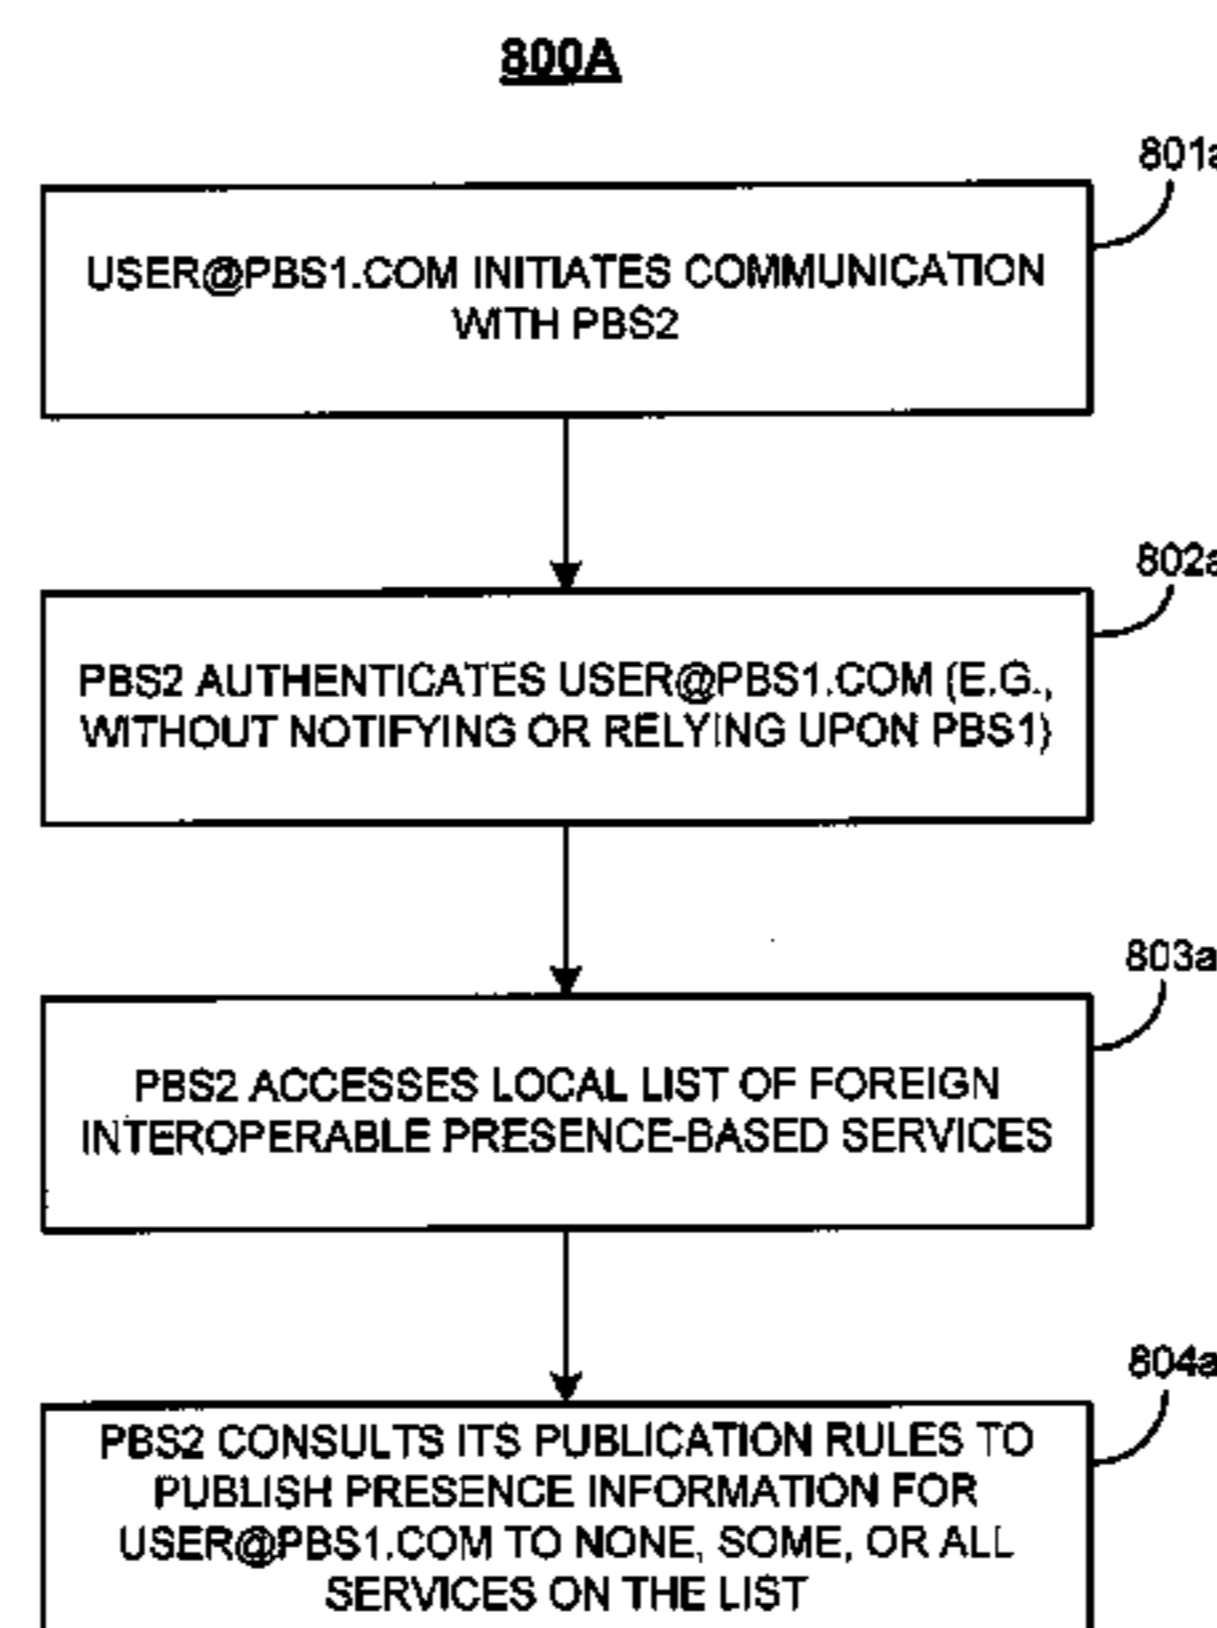 800A
801a
USER@PBS1.COM INITIATES COMMUNICATION
WITH PBS2
802a
PBS2 AUTHENTICATES USER@PBS1.COM (E.G.,
WITHOUT NOTIFYING OR RELYING UPON PBS1)
803a
PBS2 ACCESSES LOCAL LIST OF FOREIGN
INTEROPERABLE PRESENCE-BASED SERVICES
804a
PBS2 CONSULTS ITS PUBLICATION RULES TO
PUBLISH PRESENCE INFORMATION FOR
USER@PBS1.COM TO NONE, SOME, OR ALL
SERVICES ON THE LIST